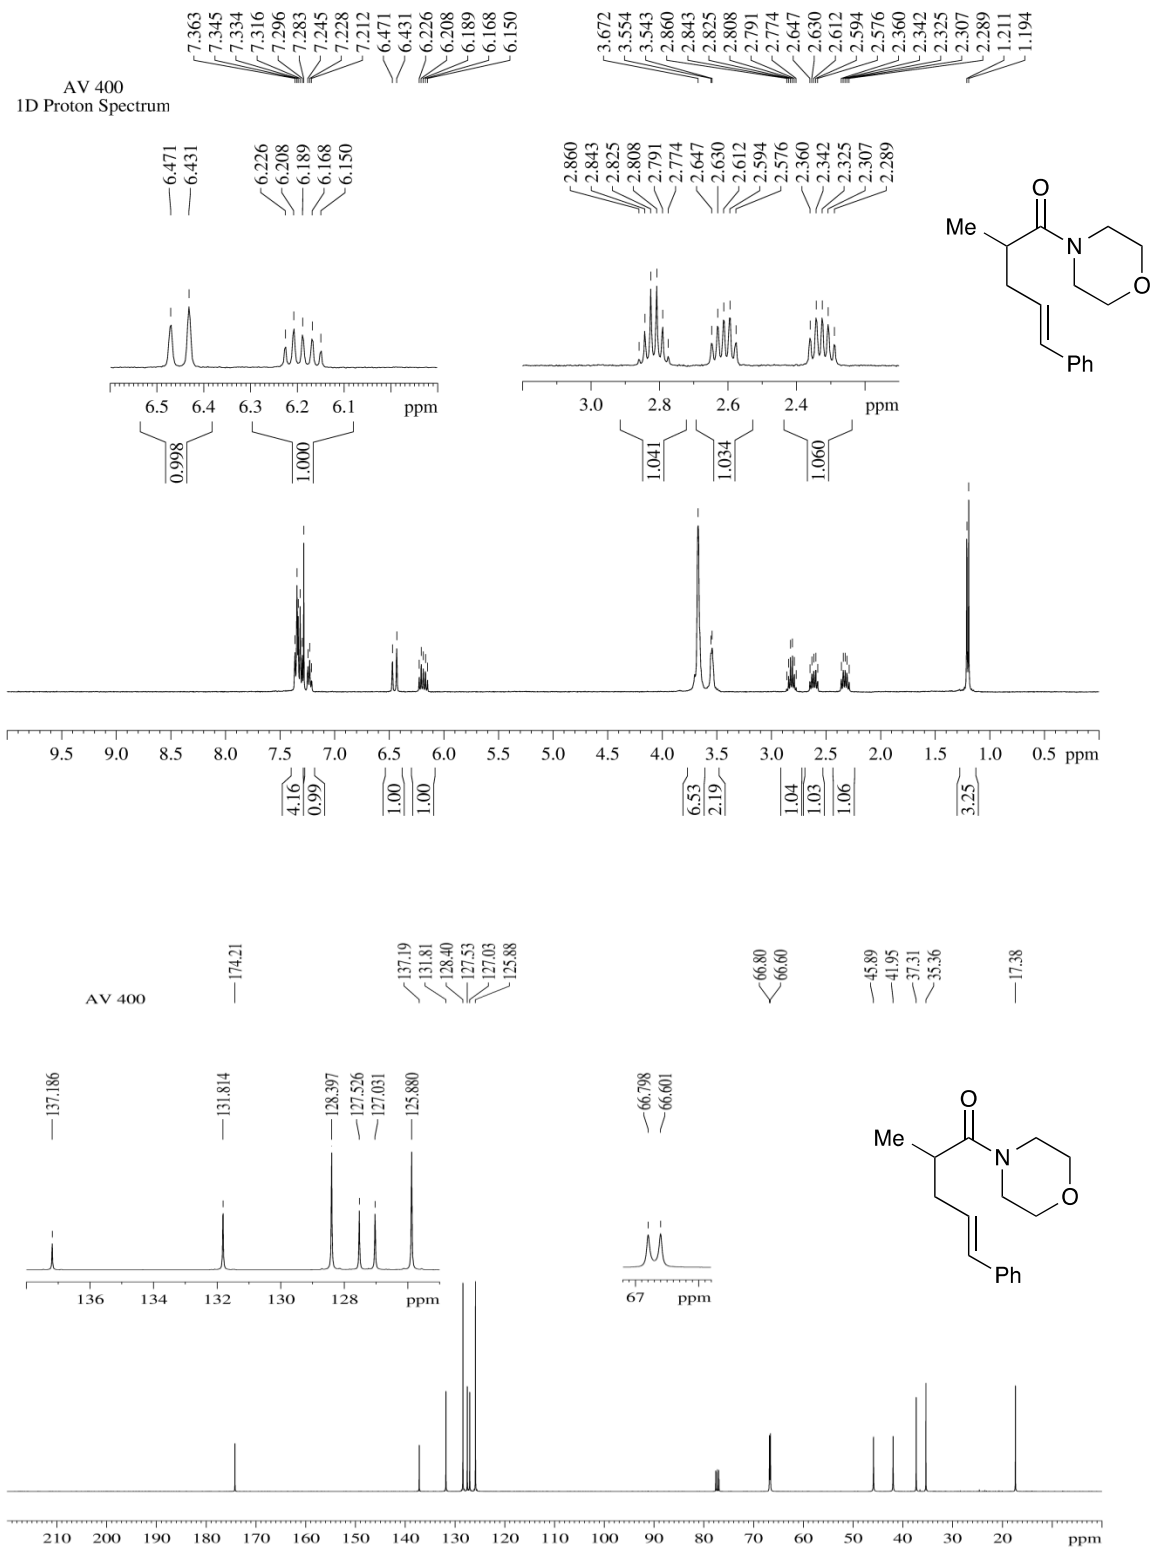 7.363 7.345 7.334 7.316 7.296 7.283 7.245 7.228 7.212 6.471 6.431 6.226 6.208 6.189 6.168 6.150 3.672 3.554 3.543 2.860 2.843 2.825 2.808 2.791 2.774 2.647 2.630 2.612 2.594 2.576 2.360 2.342 2.325 2.307 2.289 1.211 1.194
AV 400
1D Proton Spectrum
6.471 6.431 6.226 6.208 6.189 6.168 6.150 2.860 2.843 2.825 2.808 2.791 2.774 2.647 2.630 2.612 2.594 2.576 2.360 2.342 2.325 2.307 2.289
O
Me
N
O
Ph
6.5 6.4 6.3 6.2 6.1 ppm 3.0 2.8 2.6 2.4 ppm
0.998 1.000 1.041 1.034 1.060
9.5 9.0 8.5 8.0 7.5 7.0 6.5 6.0 5.5 5.0 4.5 4.0 3.5 3.0 2.5 2.0 1.5 1.0 0.5 ppm
4.16 0.99 1.00 1.00 6.53 2.19 1.04 1.03 1.06 3.25
174.21 137.19 131.81 128.40 127.53 127.03 125.88 66.80 66.60 45.89 41.95 37.31 35.36 17.38
AV 400
137.186 131.814 128.397 127.526 127.031 125.880 66.798 66.601
O
Me
N
O
Ph
136 134 132 130 128 ppm 67 ppm
210 200 190 180 170 160 150 140 130 120 110 100 90 80 70 60 50 40 30 20 ppm